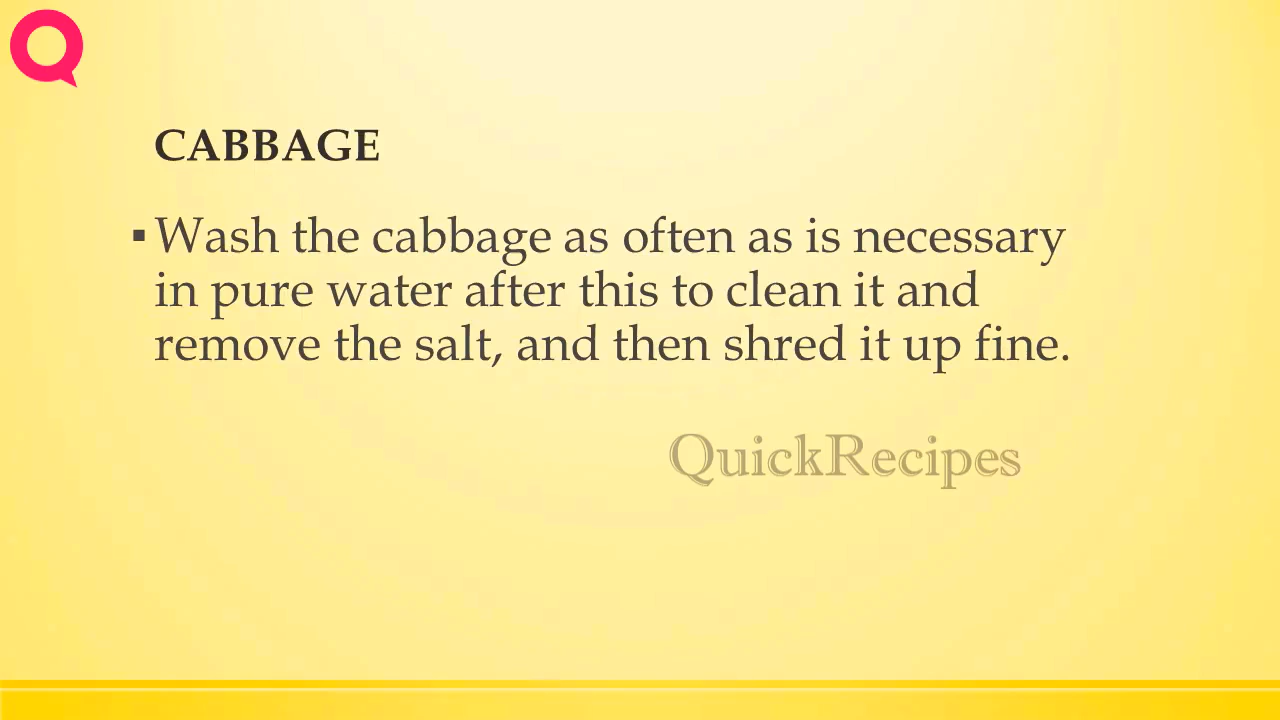 CABBAGE
▪ Wash the cabbage as often as is necessary
in pure water after this to clean it and
remove the salt, and then shred it up fine.
QuickRecipes